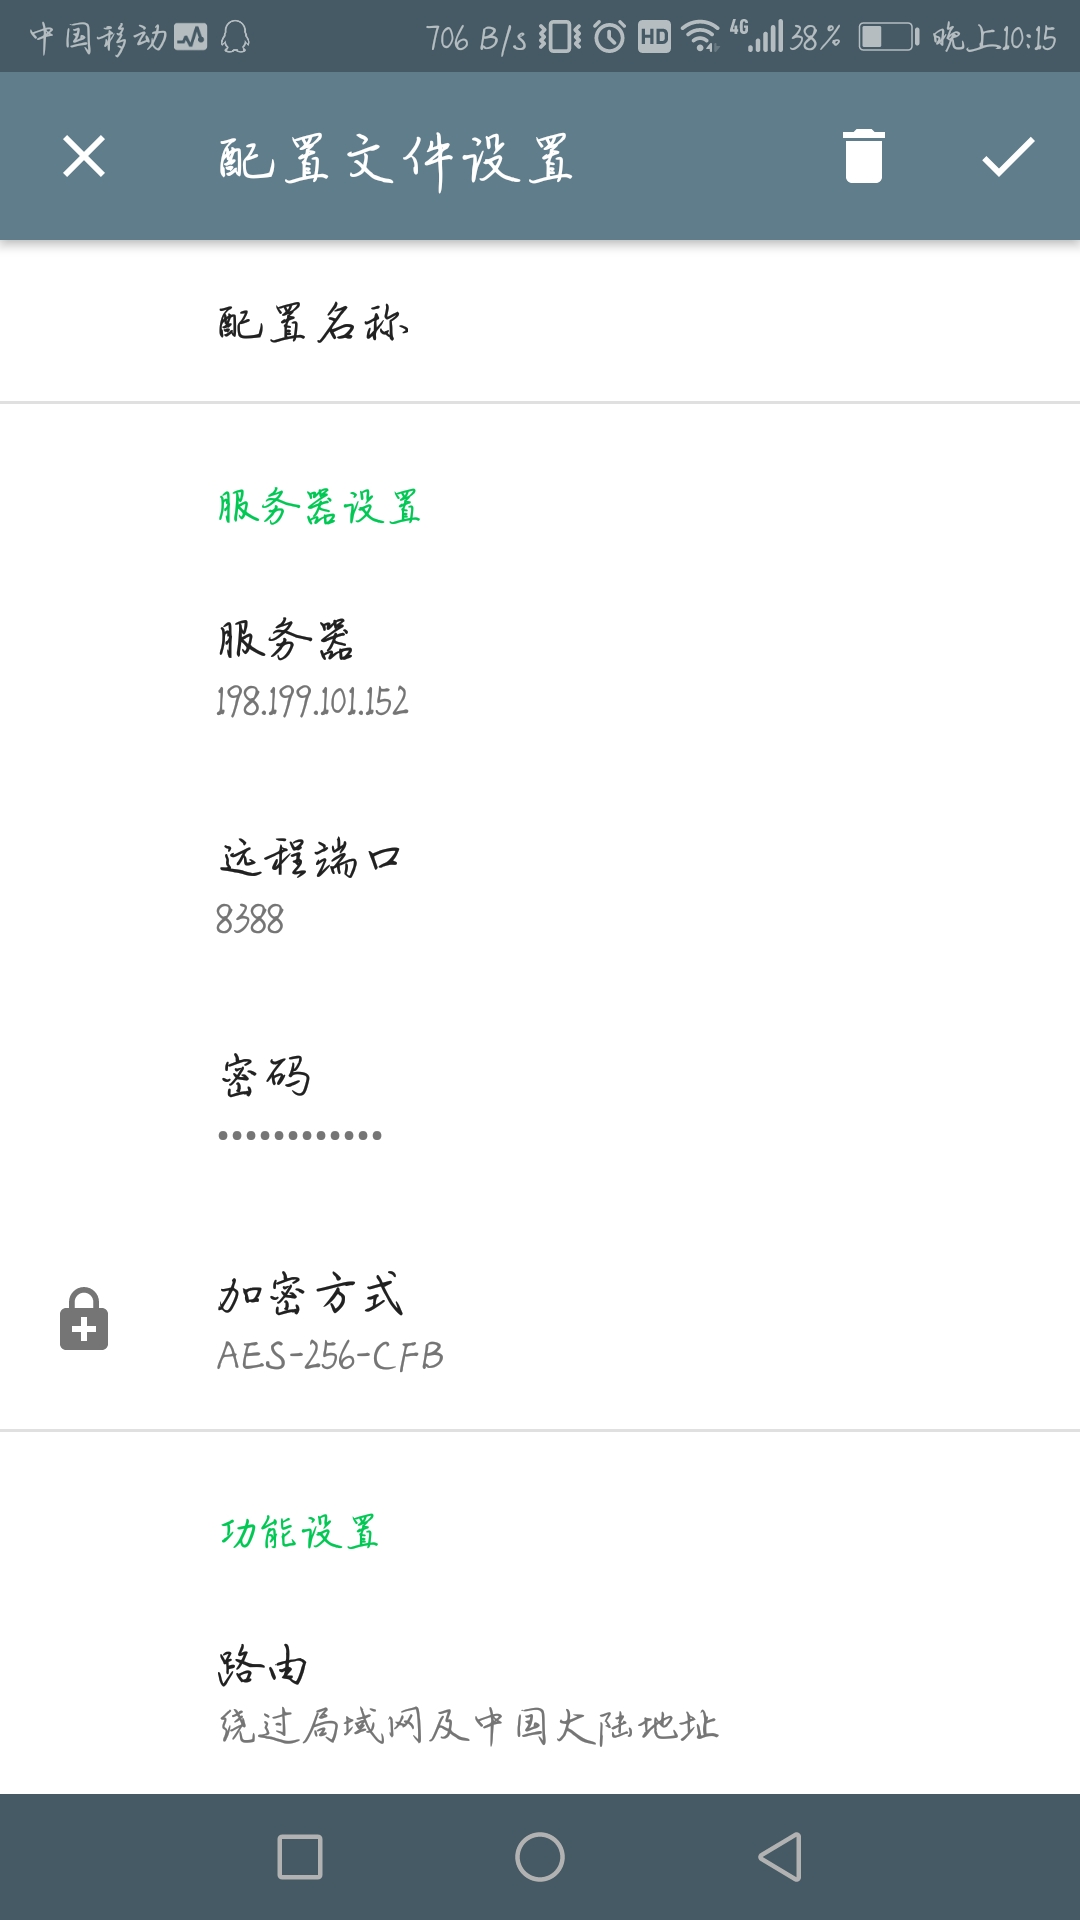 中国移动 706 B/s HD 4G 38% 晚上10:15
配置文件设置
配置名称
服务器设置
服务器
198.199.101.152
远程端口
8388
密码
••••••••••••
加密方式
AES-256-CFB
功能设置
路由
绕过局域网及中国大陆地址